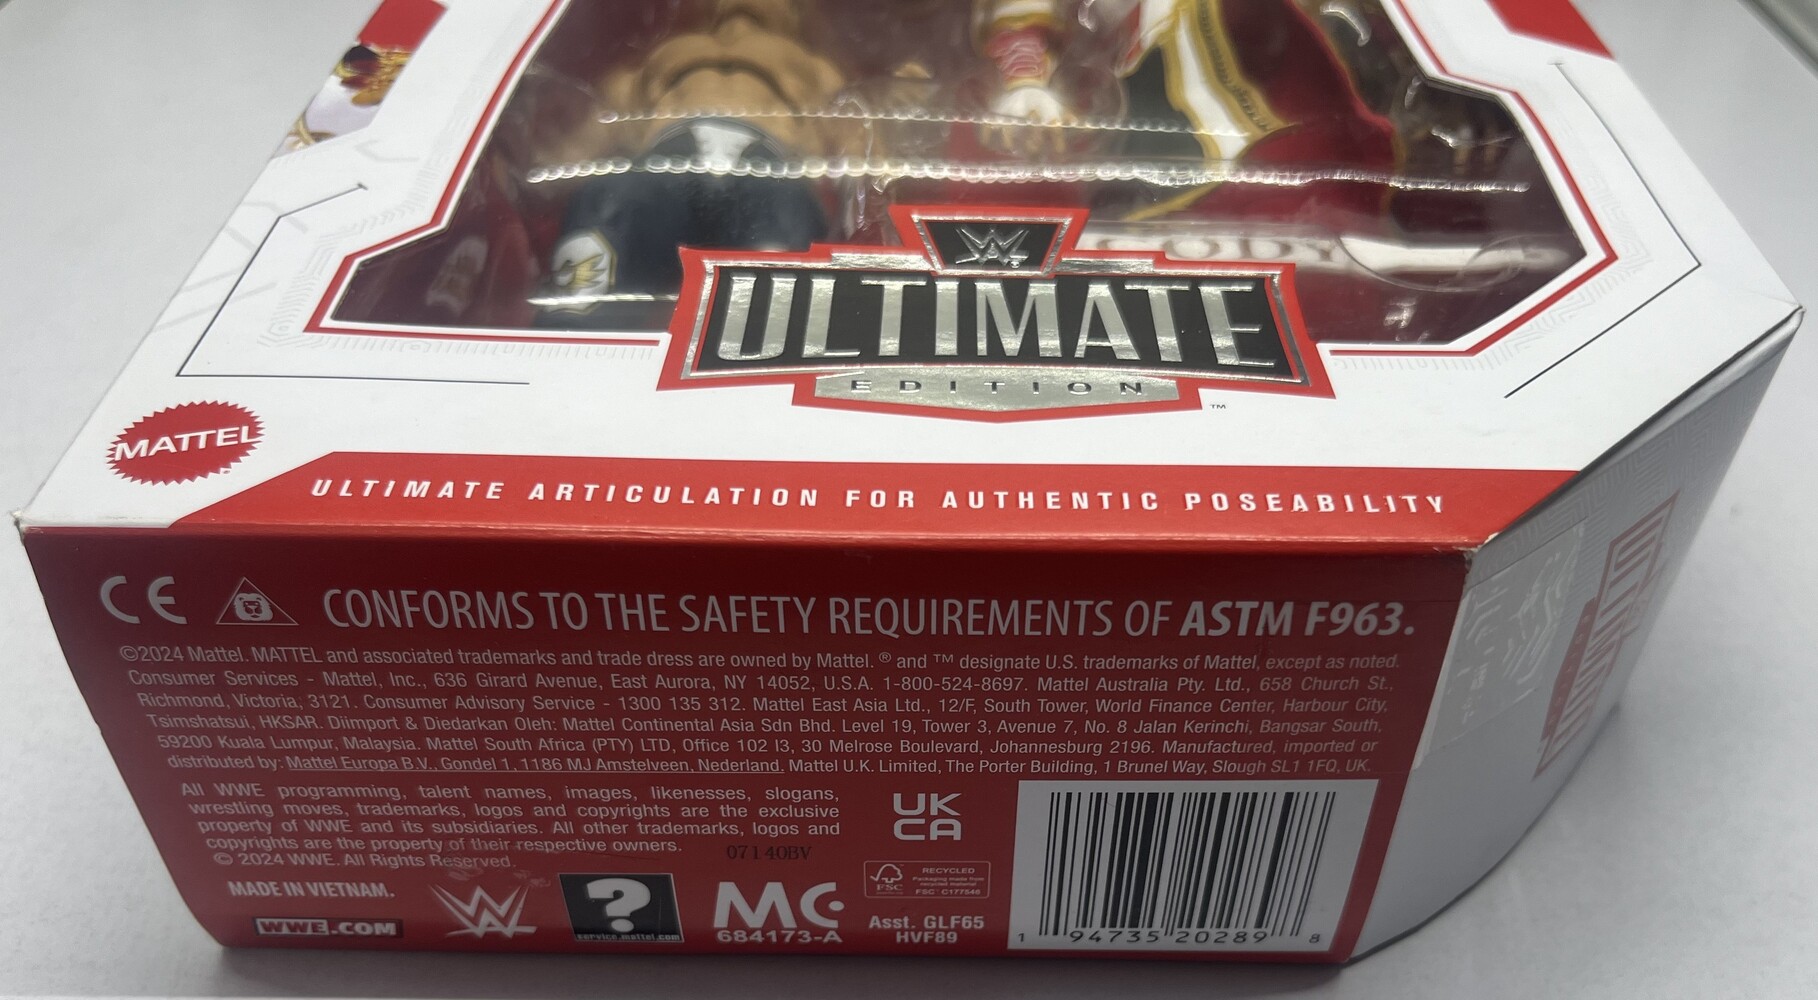 CODY
W
ULTIMATE
EDITION
™
MATTEL
ULTIMATE ARTICULATION FOR AUTHENTIC POSEABILITY
CE
CONFORMS TO THE SAFETY REQUIREMENTS OF ASTM F963.
©2024 Mattel. MATTEL and associated trademarks and trade dress are owned by Mattel. ® and ™ designate U.S. trademarks of Mattel, except as noted.
Consumer Services - Mattel, Inc., 636 Girard Avenue, East Aurora, NY 14052, U.S.A. 1-800-524-8697. Mattel Australia Pty. Ltd., 658 Church St.,
Richmond, Victoria, 3121. Consumer Advisory Service - 1300 135 312. Mattel East Asia Ltd., 12/F, South Tower, World Finance Center, Harbour City,
Tsimshatsui, HKSAR. Diimport & Diedarkan Oleh: Mattel Continental Asia Sdn Bhd. Level 19, Tower 3, Avenue 7, No. 8 Jalan Kerinchi, Bangsar South,
59200 Kuala Lumpur, Malaysia. Mattel South Africa (PTY) LTD, Office 102 I3, 30 Melrose Boulevard, Johannesburg 2196. Manufactured, imported or
distributed by: Mattel Europa B.V., Gondel 1, 1186 MJ Amstelveen, Nederland. Mattel U.K. Limited, The Porter Building, 1 Brunel Way, Slough SL1 1FQ, UK.
All WWE programming, talent names, images, likenesses, slogans,
wrestling moves, trademarks, logos and copyrights are the exclusive
property of WWE and its subsidiaries. All other trademarks, logos and
copyrights are the property of their respective owners.
© 2024 WWE. All Rights Reserved.
07140BV
MADE IN VIETNAM.
WWE.COM
W
?
service.mattel.com
MC
684173-A
UK
CA
FSC
RECYCLED
Packaging made from
recycled material
FSC® C177546
Asst. GLF65
HVF89
1 94735 20289 8
ULTIMATE